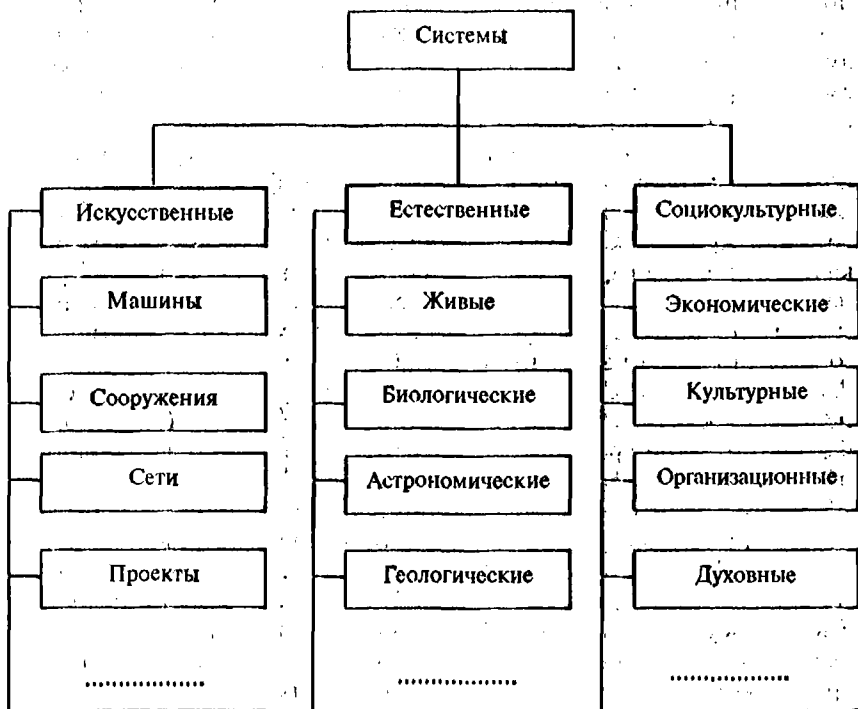 Системы
Искусственные
Машины
Сооружения
Сети
Проекты
................
Естественные
Живые
Биологические
Астрономические
Геологические
................
Социокультурные
Экономические
Культурные
Организационные
Духовные
................